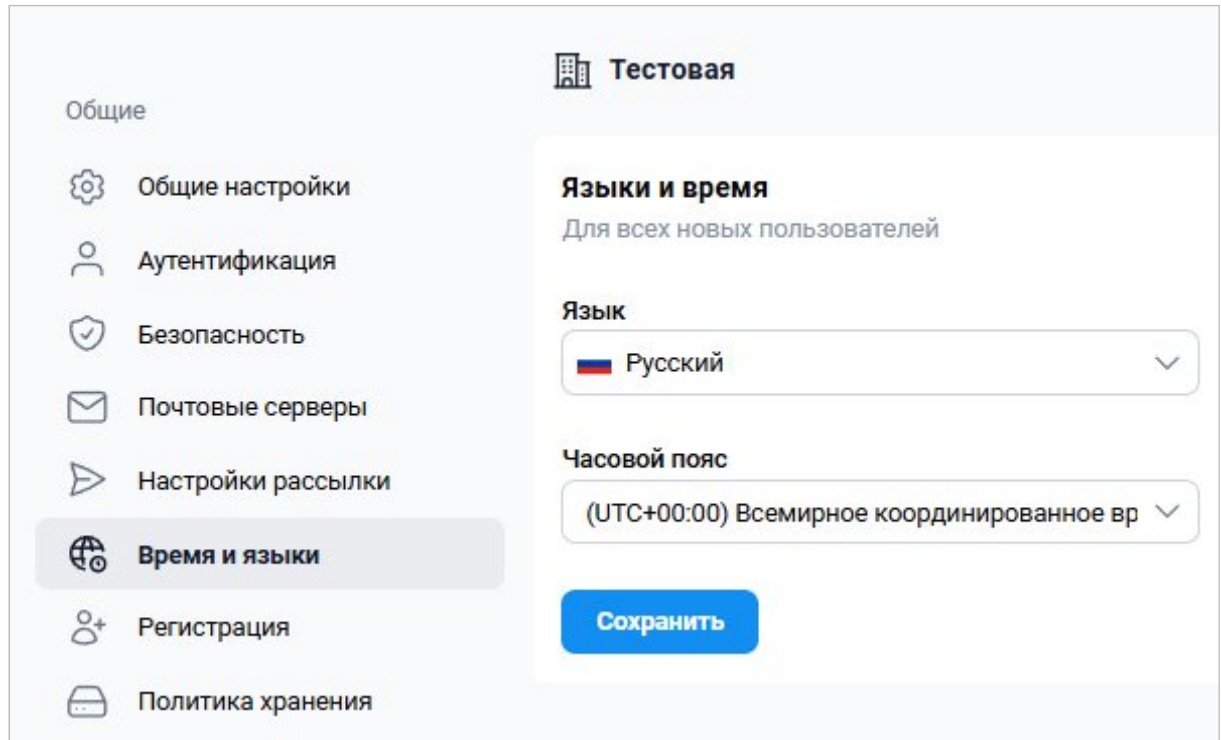 Общие
Общие настройки
Аутентификация
Безопасность
Почтовые серверы
Настройки рассылки
Время и языки
Регистрация
Политика хранения
Тестовая
Языки и время
Для всех новых пользователей
Язык
Русский
Часовой пояс
(UTC+00:00) Всемирное координированное вр
Сохранить